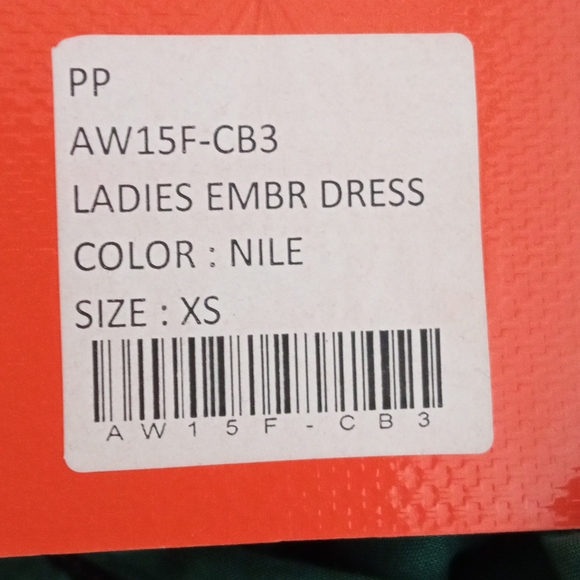 PP
AW15F-CB3
LADIES EMBR DRESS
COLOR : NILE
SIZE : XS
AW15F-CB3